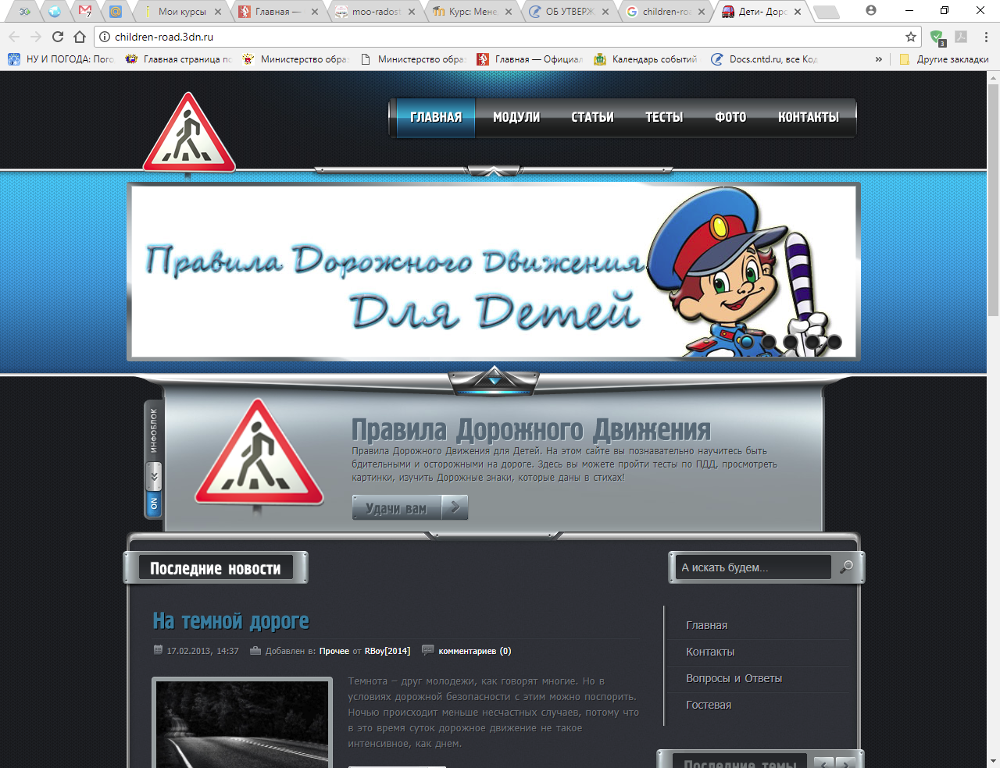 Мои курсы
Главная —
moo-radost
Курс: Мене
ОБ УТВЕРЖ
children-roa
Дети- Доро
children-road.3dn.ru
3
НУ И ПОГОДА: Пого
Главная страница по
Министерство обра
Министерство обра
Главная — Официал
Календарь событий
Docs.cntd.ru, все Код
»
Другие закладки
ГЛАВНАЯ
МОДУЛИ
СТАТЬИ
ТЕСТЫ
ФОТО
КОНТАКТЫ
Правила Дорожного Движения
Для Детей
ИНФОБЛОК
ON
Правила Дорожного Движения
Правила Дорожного Движения для Детей. На этом сайте вы познавательно научитесь быть
бдительными и осторожными на дороге. Здесь вы можете пройти тесты по ПДД, просмотреть
картинки, изучить Дорожные знаки, которые даны в стихах!
Удачи вам
Последние новости
А искать будем...
На темной дороге
17.02.2013, 14:37 Добавлен в: Прочее от RBoy[2014] комментариев (0)
Темнота – друг молодежи, как говорят многие. Но в
условиях дорожной безопасности с этим можно поспорить.
Ночью происходит меньше несчастных случаев, потому что
в это время суток дорожное движение не такое
интенсивное, как днем.
Главная
Контакты
Вопросы и Ответы
Гостевая
Последние темы